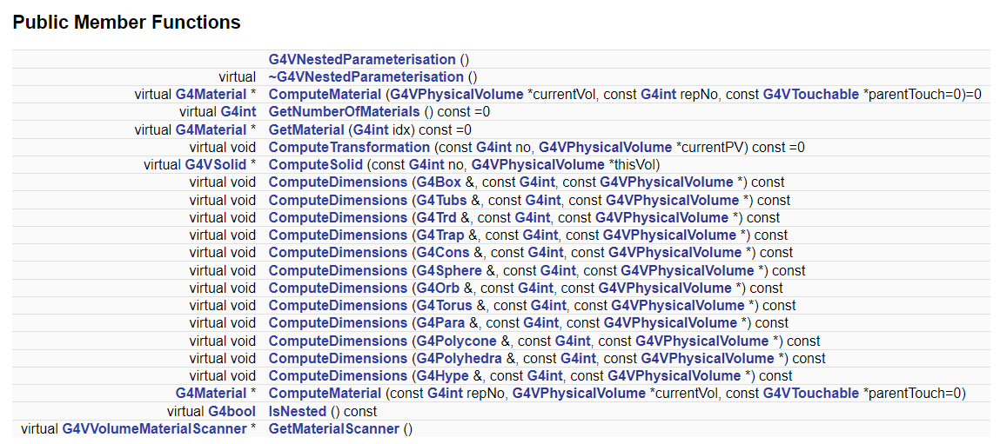 Public Member Functions
G4VNestedParameterisation ()
virtual ~G4VNestedParameterisation ()
virtual G4Material * ComputeMaterial (G4VPhysicalVolume *currentVol, const G4int repNo, const G4VTouchable *parentTouch=0)=0
virtual G4int GetNumberOfMaterials () const =0
virtual G4Material * GetMaterial (G4int idx) const =0
virtual void ComputeTransformation (const G4int no, G4VPhysicalVolume *currentPV) const =0
virtual G4VSolid * ComputeSolid (const G4int no, G4VPhysicalVolume *thisVol)
virtual void ComputeDimensions (G4Box &, const G4int, const G4VPhysicalVolume *) const
virtual void ComputeDimensions (G4Tubs &, const G4int, const G4VPhysicalVolume *) const
virtual void ComputeDimensions (G4Trd &, const G4int, const G4VPhysicalVolume *) const
virtual void ComputeDimensions (G4Trap &, const G4int, const G4VPhysicalVolume *) const
virtual void ComputeDimensions (G4Cons &, const G4int, const G4VPhysicalVolume *) const
virtual void ComputeDimensions (G4Sphere &, const G4int, const G4VPhysicalVolume *) const
virtual void ComputeDimensions (G4Orb &, const G4int, const G4VPhysicalVolume *) const
virtual void ComputeDimensions (G4Torus &, const G4int, const G4VPhysicalVolume *) const
virtual void ComputeDimensions (G4Para &, const G4int, const G4VPhysicalVolume *) const
virtual void ComputeDimensions (G4Polycone &, const G4int, const G4VPhysicalVolume *) const
virtual void ComputeDimensions (G4Polyhedra &, const G4int, const G4VPhysicalVolume *) const
virtual void ComputeDimensions (G4Hype &, const G4int, const G4VPhysicalVolume *) const
G4Material * ComputeMaterial (const G4int repNo, G4VPhysicalVolume *currentVol, const G4VTouchable *parentTouch=0)
virtual G4bool IsNested () const
virtual G4VVolumeMaterialScanner * GetMaterialScanner ()